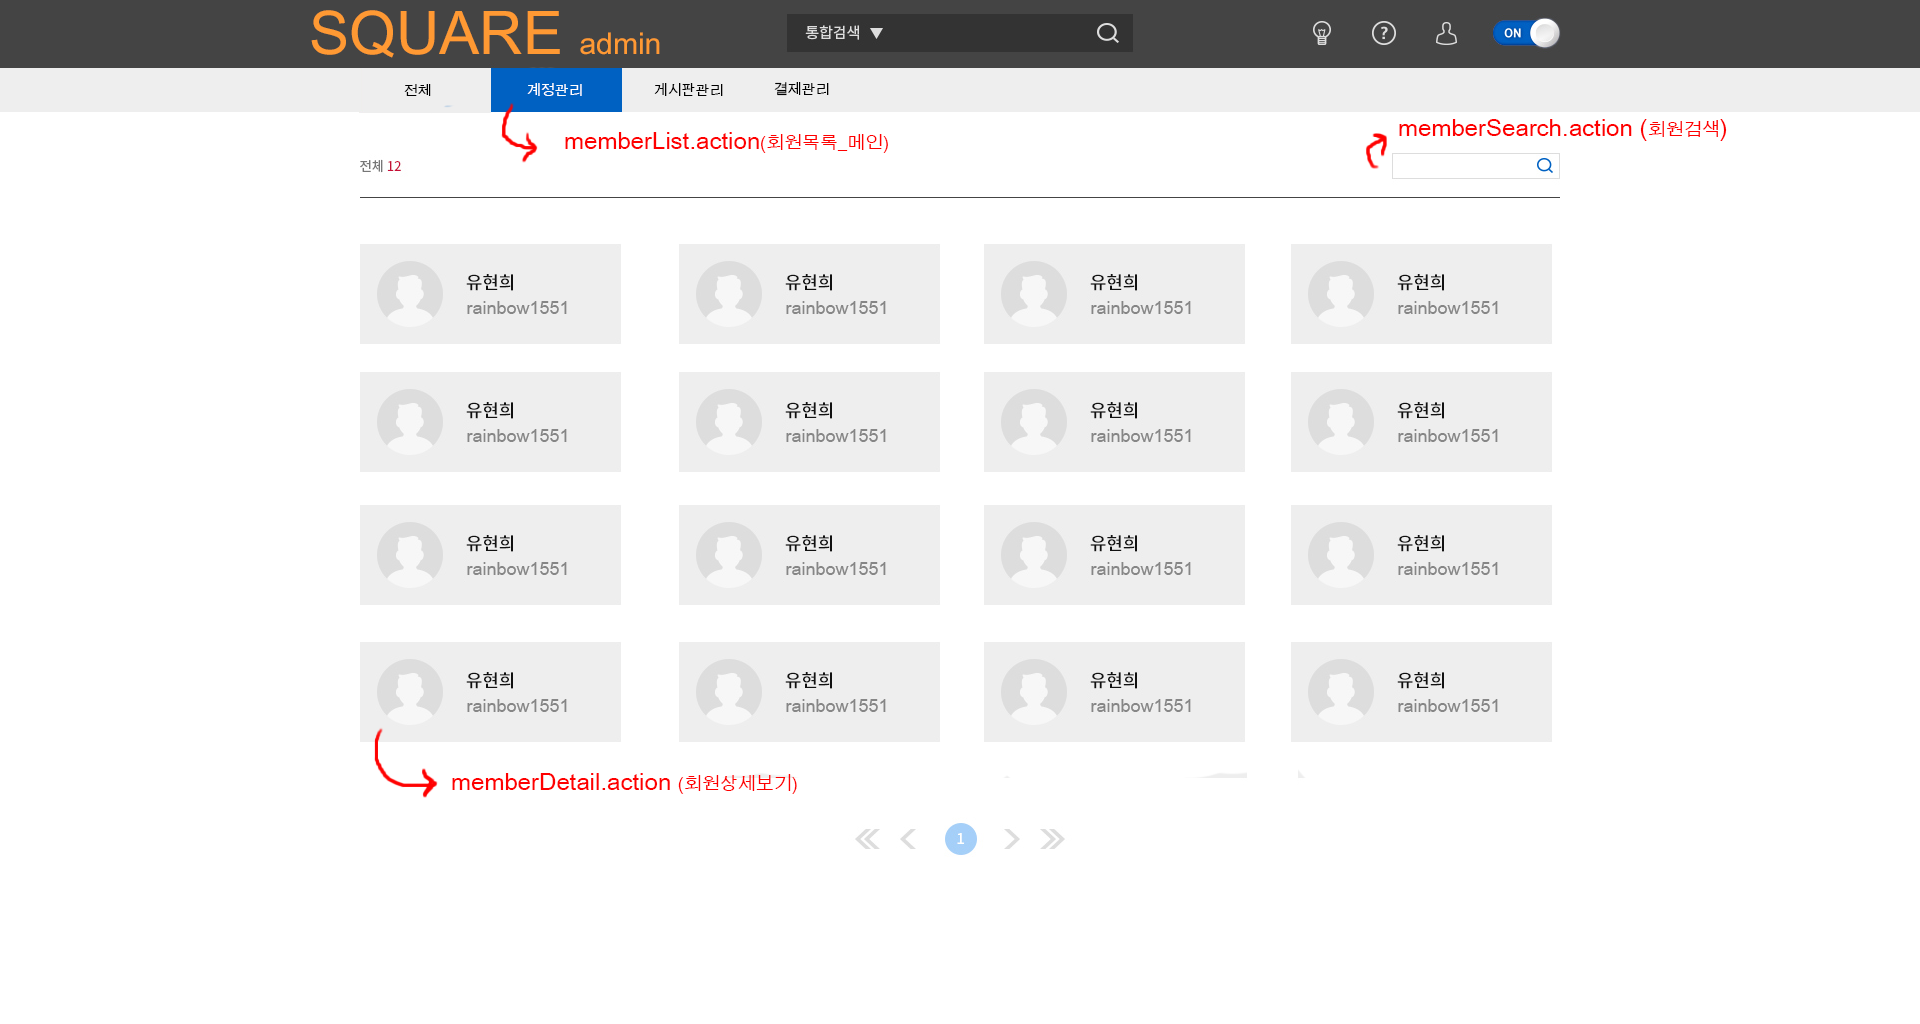 SQUARE admin
통합검색 ▼
?
ON
전체 계정관리 게시판관리 결제관리
memberList.action(회원목록_메인)
memberSearch.action (회원검색)
전체 12
유현희
rainbow1551
유현희
rainbow1551
유현희
rainbow1551
유현희
rainbow1551
유현희
rainbow1551
유현희
rainbow1551
유현희
rainbow1551
유현희
rainbow1551
유현희
rainbow1551
유현희
rainbow1551
유현희
rainbow1551
유현희
rainbow1551
유현희
rainbow1551
유현희
rainbow1551
유현희
rainbow1551
유현희
rainbow1551
memberDetail.action (회원상세보기)
1